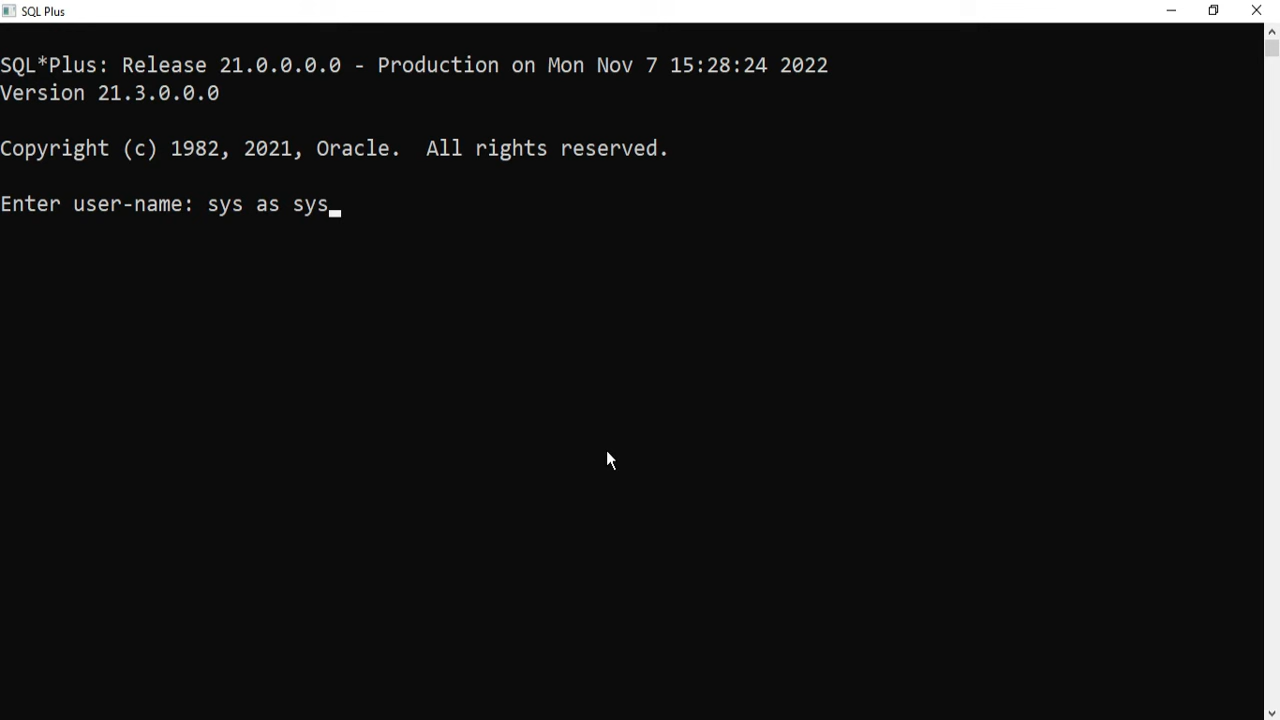 SQL Plus
SQL*Plus: Release 21.0.0.0.0 - Production on Mon Nov 7 15:28:24 2022
Version 21.3.0.0.0
Copyright (c) 1982, 2021, Oracle.  All rights reserved.
Enter user-name: sys as sys